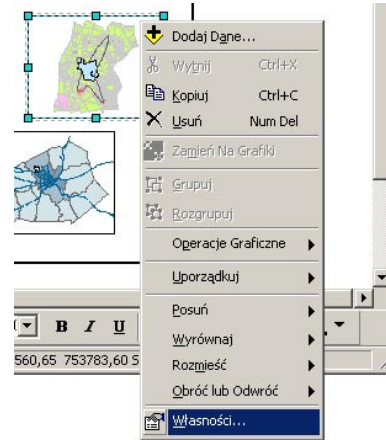 Dodaj Dane...
Wytnij Ctrl+X
Kopiuj Ctrl+C
Usuń Num Del
Zamień Na Grafiki
Grupuj
Rozgrupuj
Operacje Graficzne
Uporządkuj
Posuń
B I U
Wyrównaj
560,65 753783,60 S
Rozmieść
Obróć lub Odwróć
Własności...